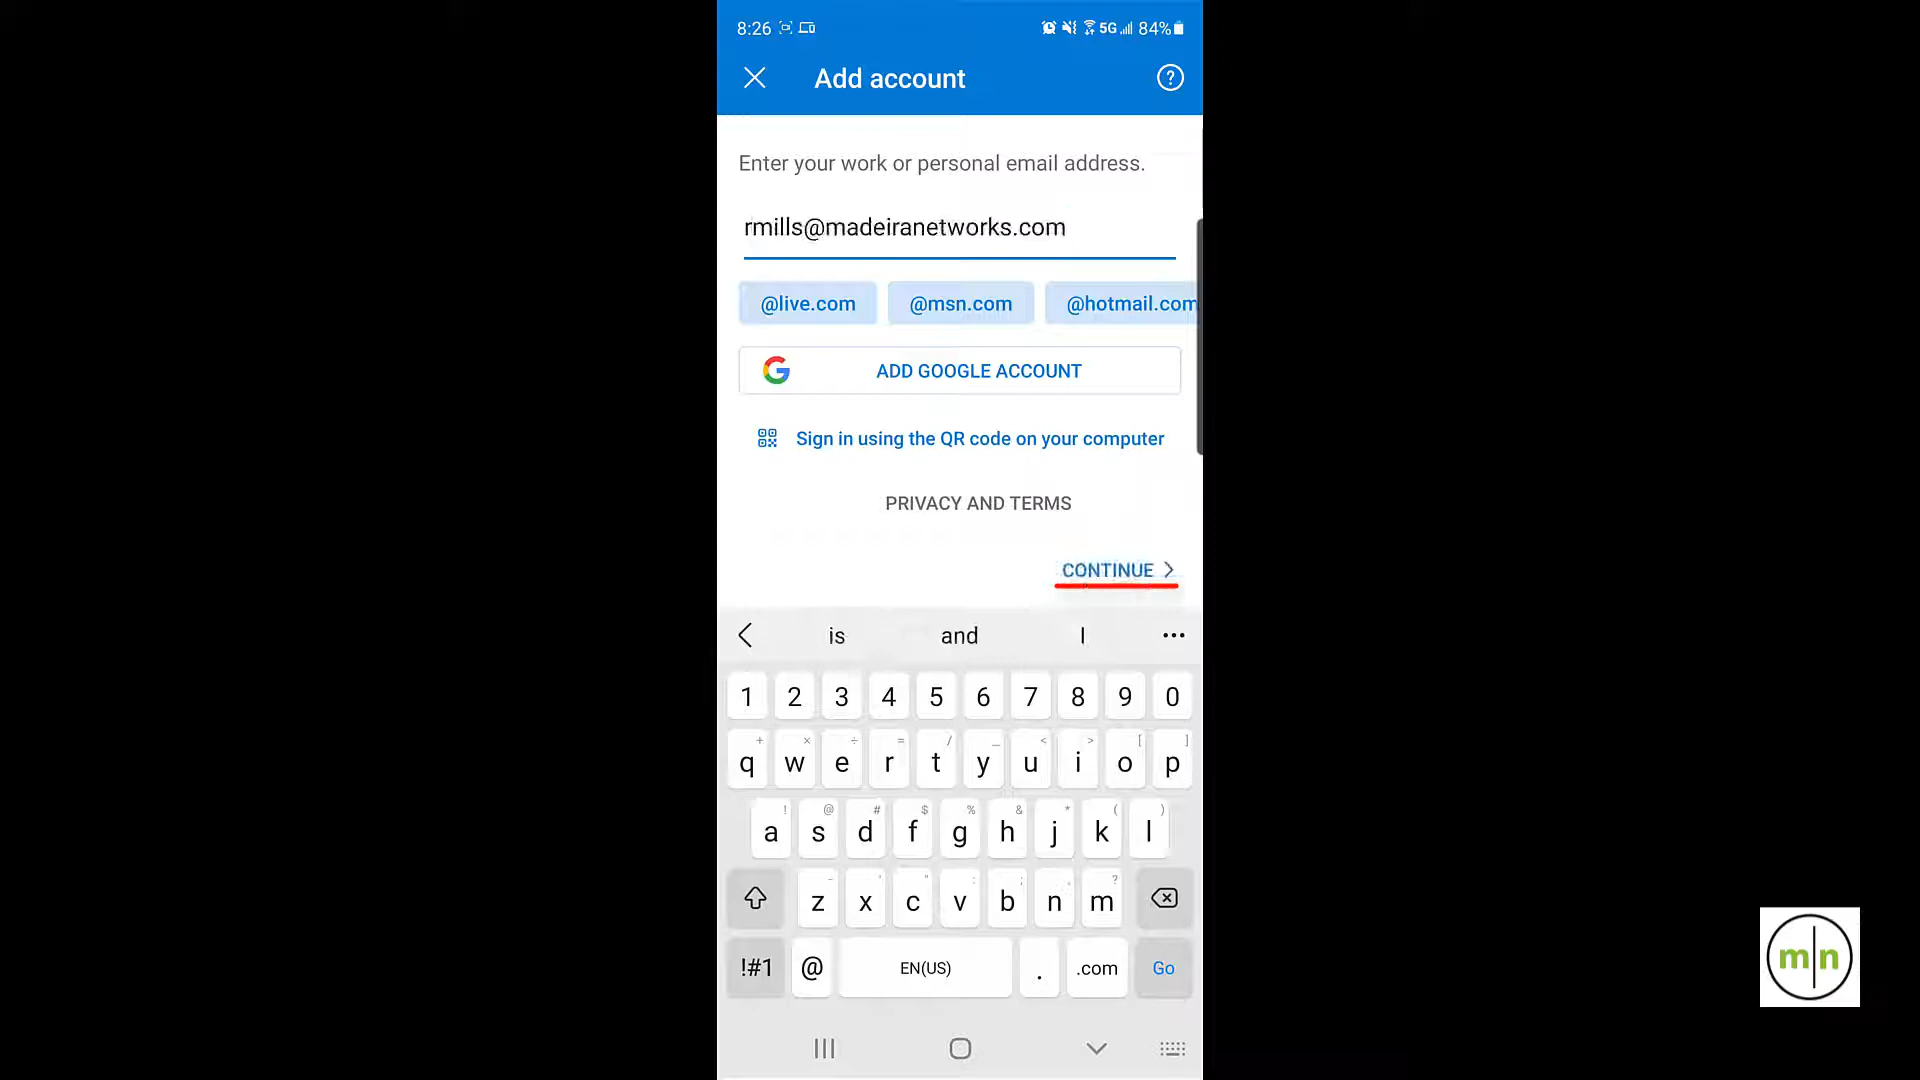 8:26 5G 84%
Add account
Enter your work or personal email address.
rmills@madeiranetworks.com
@live.com @msn.com @hotmail.com
ADD GOOGLE ACCOUNT
Sign in using the QR code on your computer
PRIVACY AND TERMS
CONTINUE
is and I
1 2 3 4 5 6 7 8 9 0
q w e r t y u i o p
a s d f g h j k l
z x c v b n m
!#1 @ EN(US) . .com Go
m|n